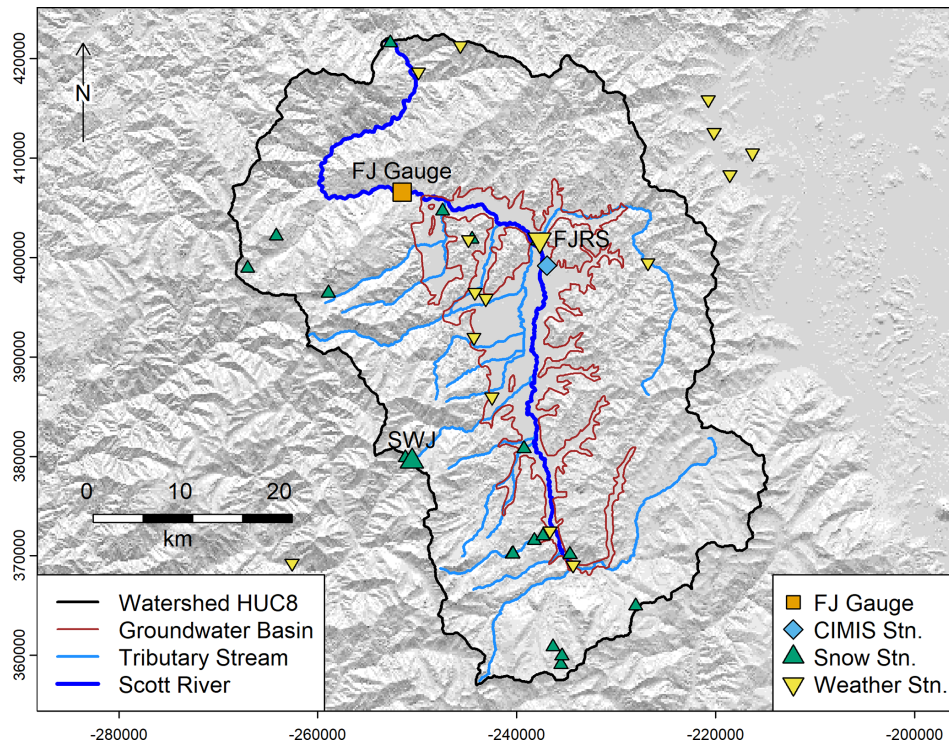 420000
410000
400000
390000
380000
370000
360000
N
FJ Gauge
FJRS
SWJ
0 10 20
km
Watershed HUC8
Groundwater Basin
Tributary Stream
Scott River
FJ Gauge
CIMIS Stn.
Snow Stn.
Weather Stn.
-280000 -260000 -240000 -220000 -200000